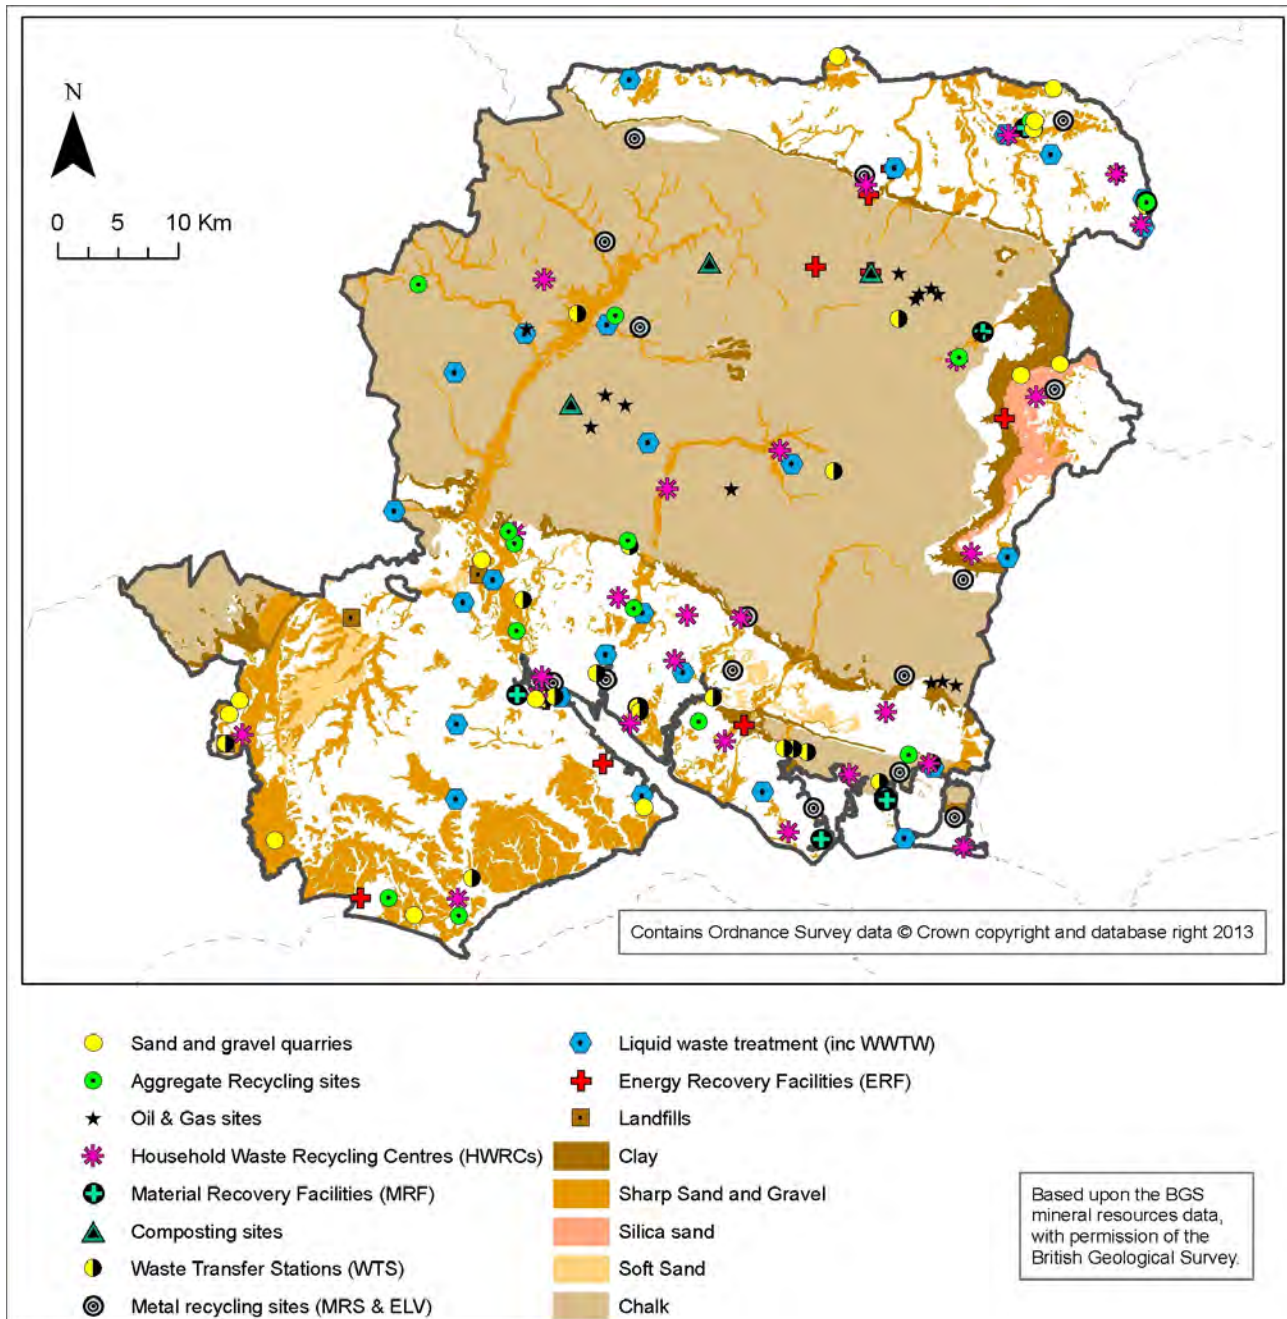 N
0 5 10 Km
Contains Ordnance Survey data © Crown copyright and database right 2013
Sand and gravel quarries
Aggregate Recycling sites
Oil & Gas sites
Household Waste Recycling Centres (HWRCs)
Material Recovery Facilities (MRF)
Composting sites
Waste Transfer Stations (WTS)
Metal recycling sites (MRS & ELV)
Liquid waste treatment (inc WWTW)
Energy Recovery Facilities (ERF)
Landfills
Clay
Sharp Sand and Gravel
Silica sand
Soft Sand
Chalk
Based upon the BGS
mineral resources data,
with permission of the
British Geological Survey.